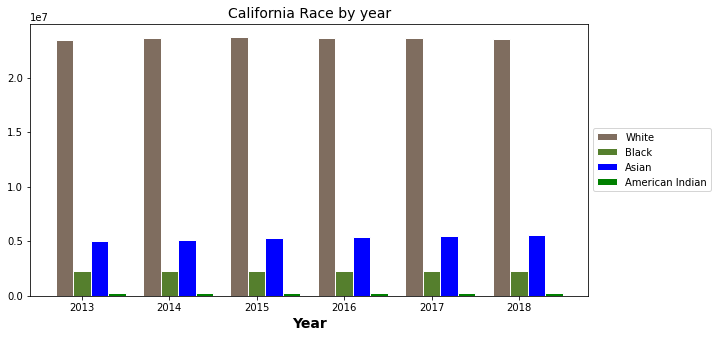 California Race by year
1e7
2.0
1.5
1.0
0.5
0.0
2013 2014 2015 2016 2017 2018
Year
White
Black
Asian
American Indian